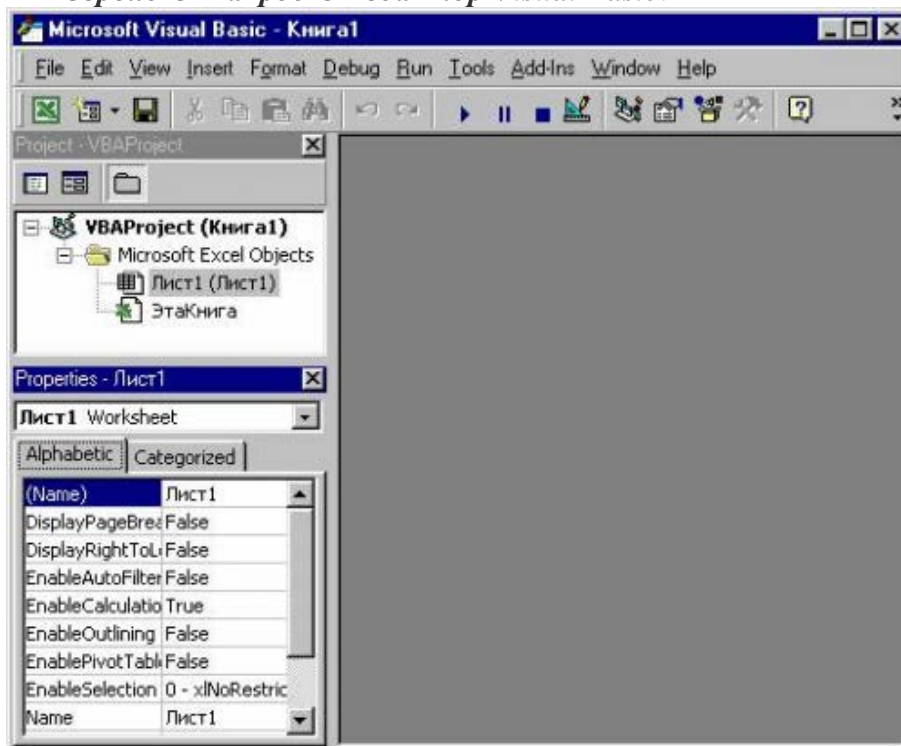 Microsoft Visual Basic - Книга1
File Edit View Insert Format Debug Run Tools Add-Ins Window Help
Project - VBAProject
VBAProject (Книга1)
Microsoft Excel Objects
Лист1 (Лист1)
ЭтаКнига
Properties - Лист1
Лист1 Worksheet
Alphabetic Categorized
(Name) Лист1
DisplayPageBrea False
DisplayRightToL False
EnableAutoFilter False
EnableCalculatio True
EnableOutlining False
EnablePivotTabl False
EnableSelection 0 - xlNoRestric
Name Лист1